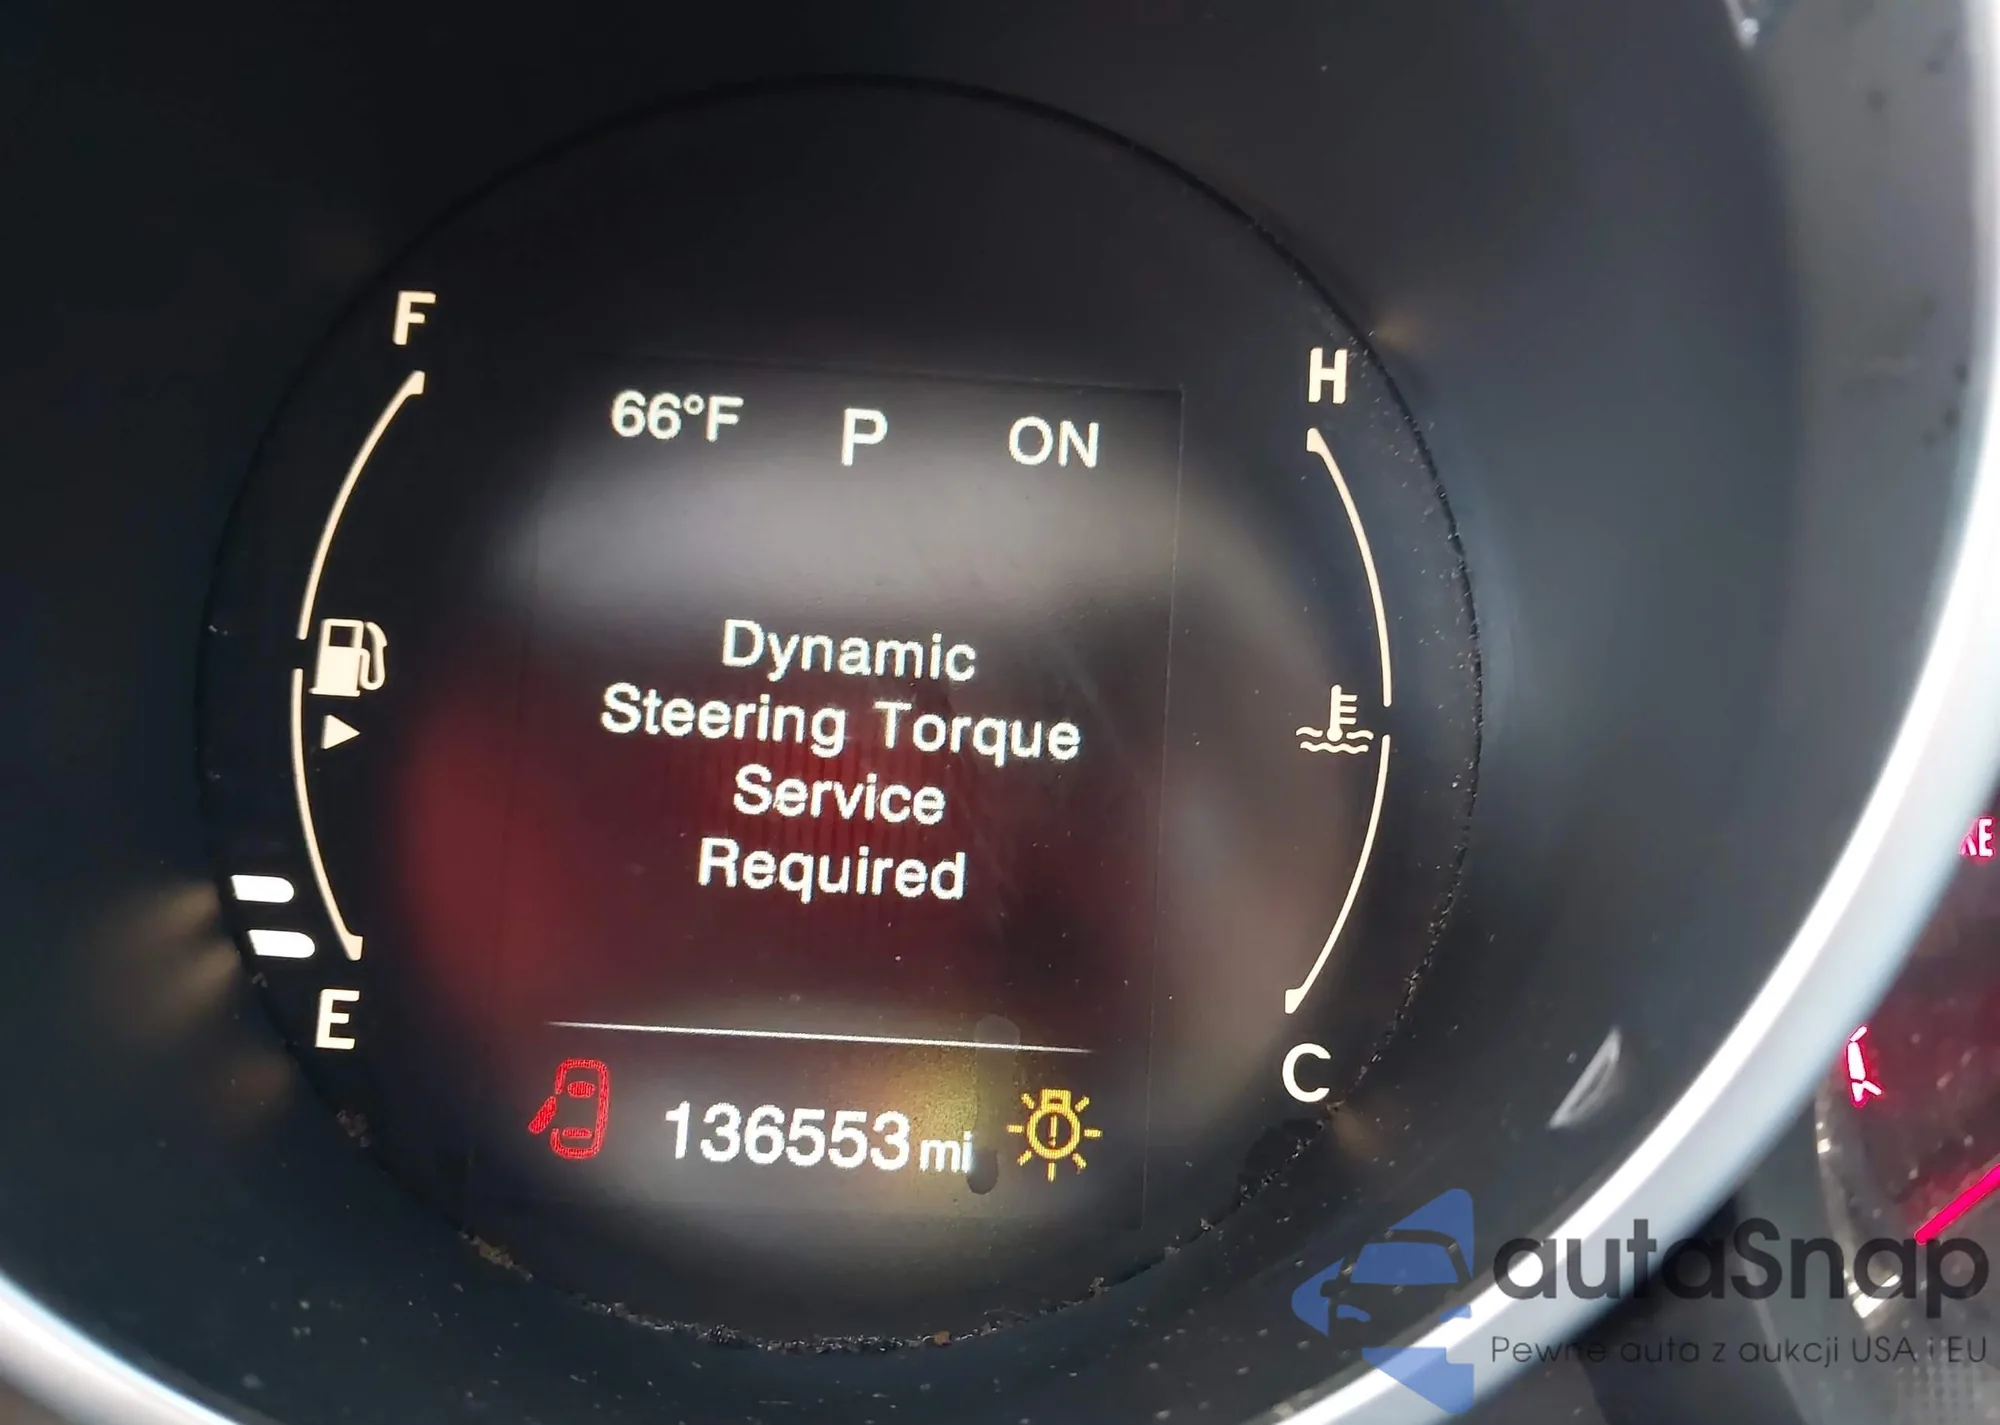 F
H
66°F P ON
Dynamic
Steering Torque
Service
Required
E
C
136553 mi
autaSnap
Pewne auta z aukcji USA i EU